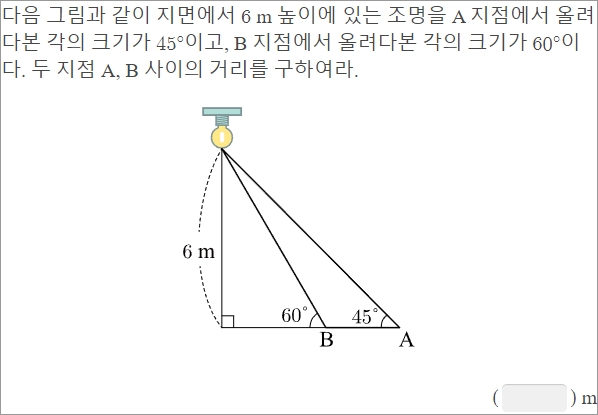 다음 그림과 같이 지면에서 6 m 높이에 있는 조명을 A 지점에서 올려
다본 각의 크기가 45°이고, B 지점에서 올려다본 각의 크기가 60°이
다. 두 지점 A, B 사이의 거리를 구하여라.
6 m
60°
45°
B
A
( ) m